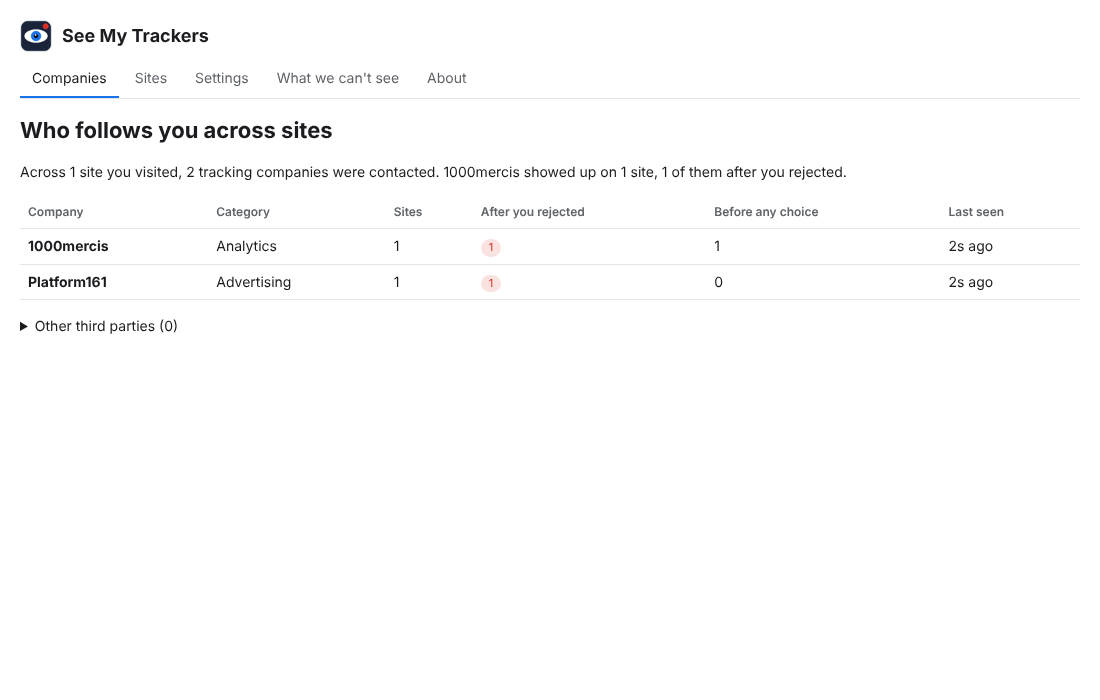 See My Trackers
Companies Sites Settings What we can't see About
Who follows you across sites
Across 1 site you visited, 2 tracking companies were contacted. 1000mercis showed up on 1 site, 1 of them after you rejected.
Company Category Sites After you rejected Before any choice Last seen
1000mercis Analytics 1 1 1 2s ago
Platform161 Advertising 1 1 0 2s ago
Other third parties (0)